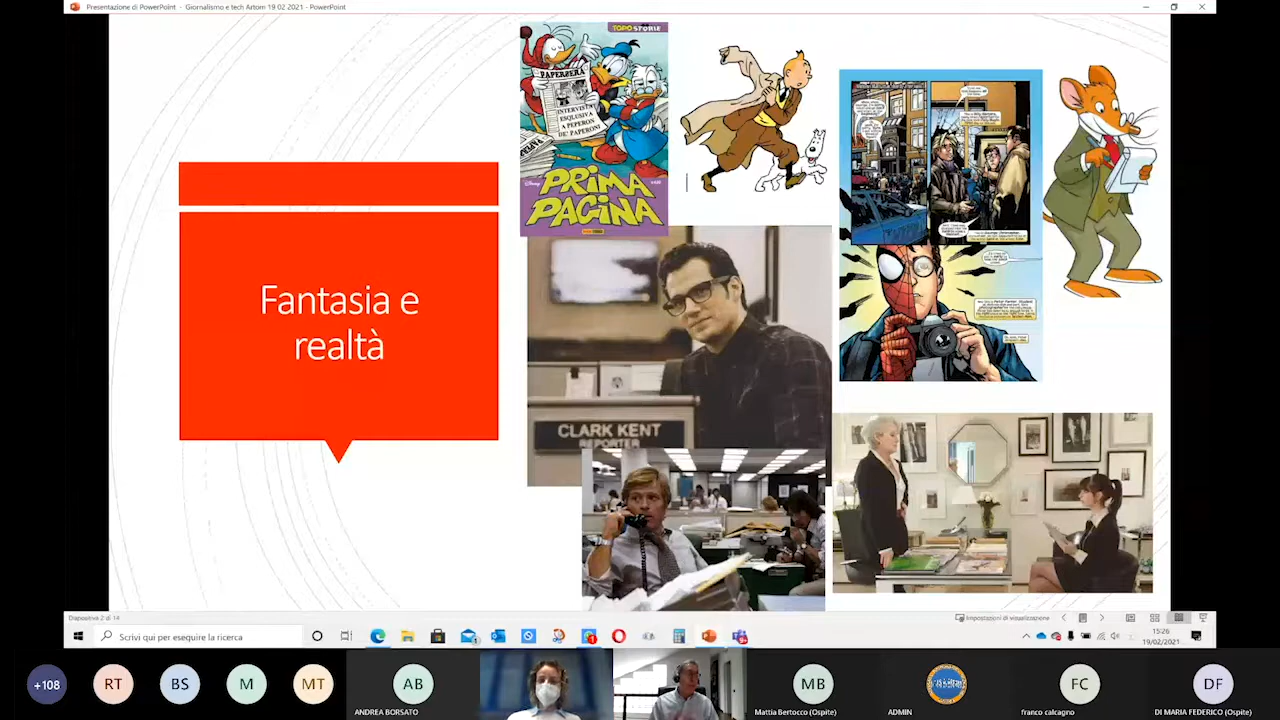 Presentazione di PowerPoint - Giornalismo e tech Artom 19 02 2021 - PowerPoint
TOPOSTORIE
PAPERSERA
INTERVISTA
ESCLUSIVA
A PEPERON
DE' PAPERONI
Disney
PRIMA
PAGINA
Fantasia e
realtà
CLARK KENT
REPORTER
Diapositiva 2 di 14
Impostazioni di visualizzazione
Scrivi qui per eseguire la ricerca
15:26
19/02/2021
+108
RT
BS
M
MT
AB
ANDREA BORSATO
MB
Mattia Bertocco (Ospite)
ADMIN
FC
franco calcagno
DF
DI MARIA FEDERICO (Ospite)